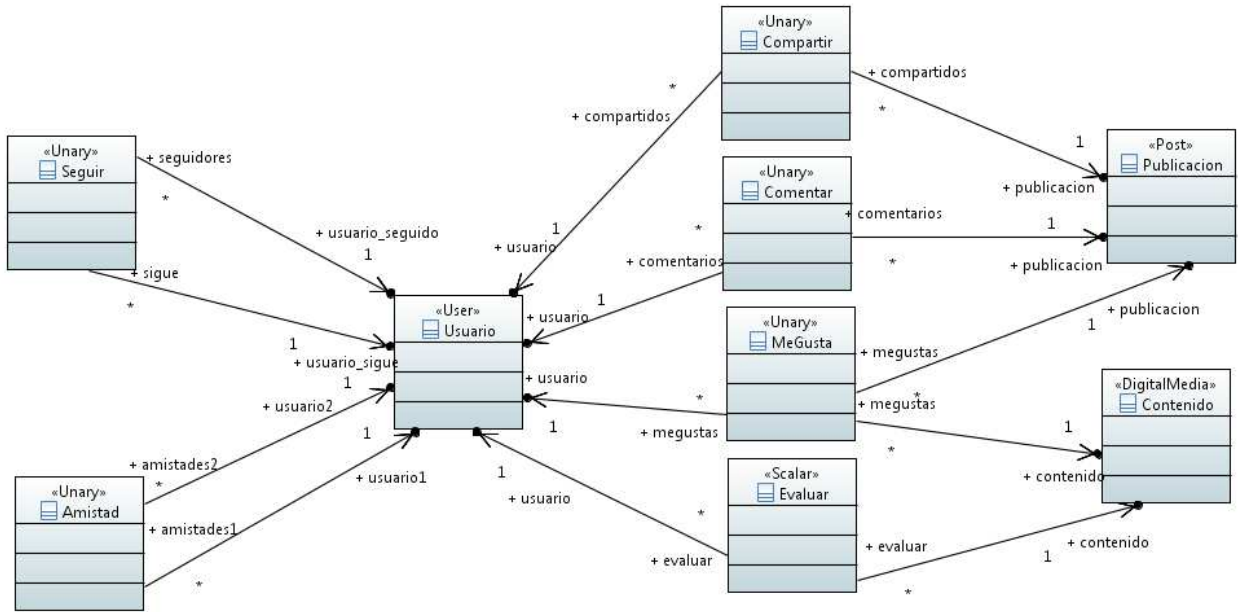 «Unary»
Compartir
*
+ compartidos
+ compartidos
*
1
+ publicacion
1
+ usuario
«Unary»
Seguir
+ seguidores
*
+ usuario_seguido
1
+ sigue
*
1
+ usuario_sigue
«Post»
Publicacion
«Unary»
Comentar
*
+ comentarios
+ comentarios
*
1
+ publicacion
1
+ usuario
«User»
Usuario
«Unary»
MeGusta
+ megustas
*
1
+ publicacion
+ usuario
1
*
+ megustas
+ megustas
*
1
+ contenido
«DigitalMedia»
Contenido
1
+ usuario2
+ amistades2
*
1
+ usuario1
«Unary»
Amistad
+ amistades1
*
1
+ usuario
«Scalar»
Evaluar
*
+ evaluar
+ evaluar
*
1
+ contenido